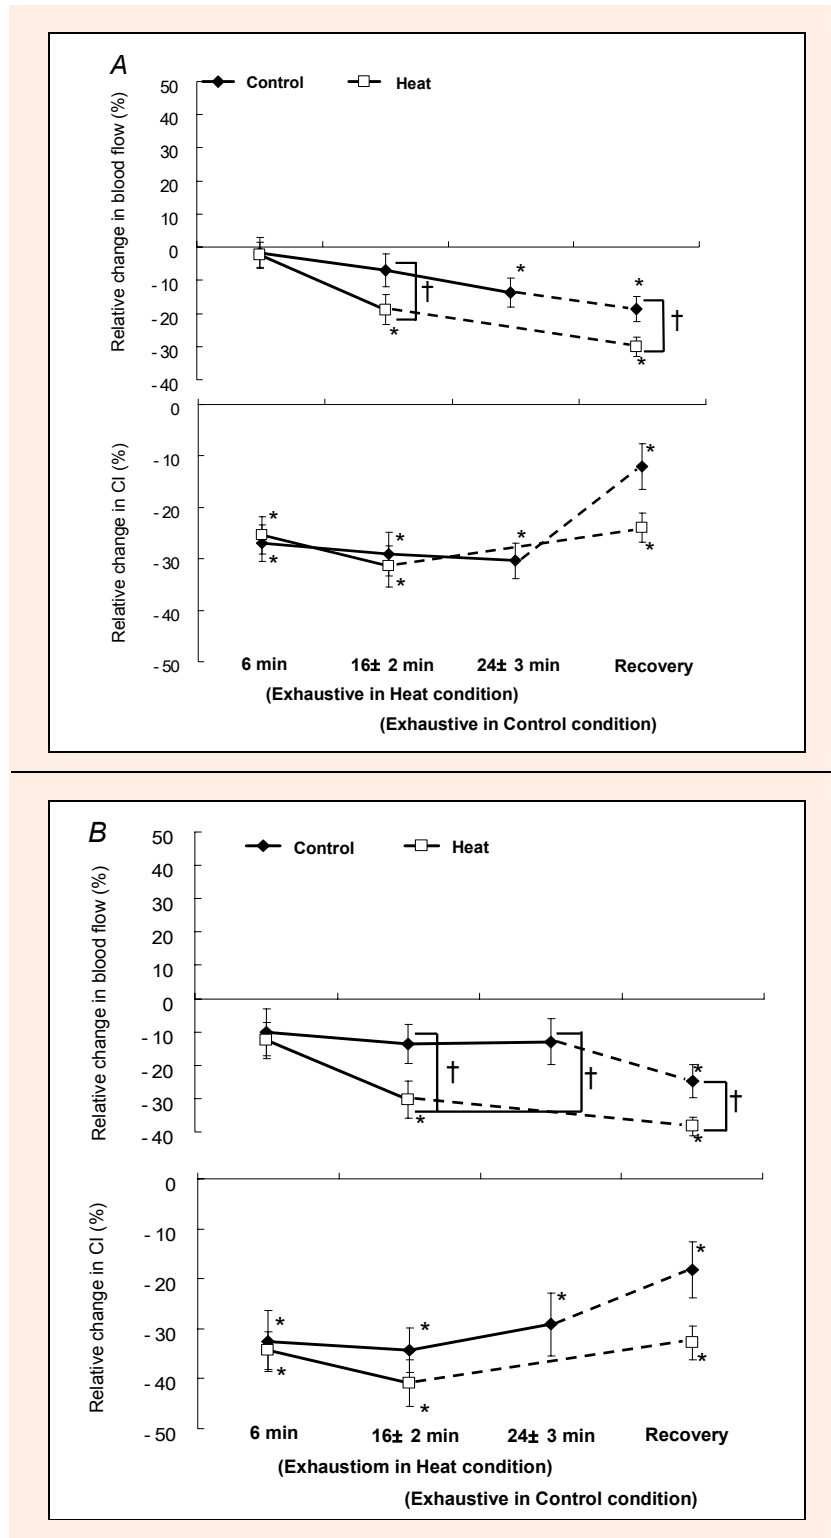 A
Control Heat
Relative change in blood flow (%)
50
40
30
20
10
0
- 10
- 20
- 30
- 40
* * * * † †
Relative change in CI (%)
0
- 10
- 20
- 30
- 40
- 50
* * * * * * *
6 min 16± 2 min 24± 3 min Recovery
(Exhaustive in Heat condition)
(Exhaustive in Control condition)
B
Control Heat
Relative change in blood flow (%)
50
40
30
20
10
0
- 10
- 20
- 30
- 40
* * * † † †
Relative change in CI (%)
0
- 10
- 20
- 30
- 40
- 50
* * * * * * *
6 min 16± 2 min 24± 3 min Recovery
(Exhaustiom in Heat condition)
(Exhaustive in Control condition)